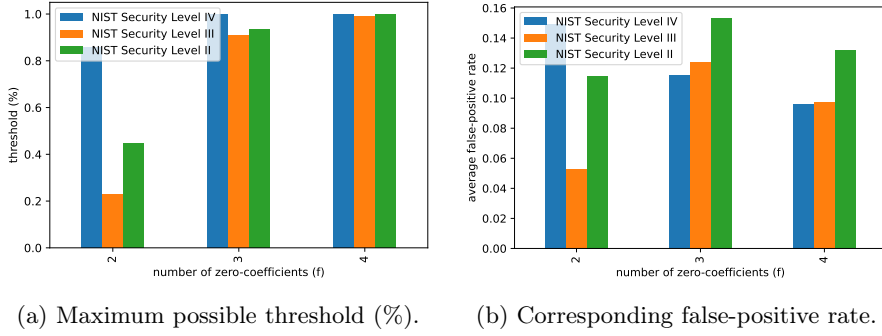 NIST Security Level IV
NIST Security Level III
NIST Security Level II
1.0
0.8
0.6
0.4
0.2
0.0
threshold (%)
2
3
4
number of zero-coefficients (f)
(a) Maximum possible threshold (%).
NIST Security Level IV
NIST Security Level III
NIST Security Level II
0.16
0.14
0.12
0.10
0.08
0.06
0.04
0.02
0.00
average false-positive rate
2
3
4
number of zero-coefficients (f)
(b) Corresponding false-positive rate.